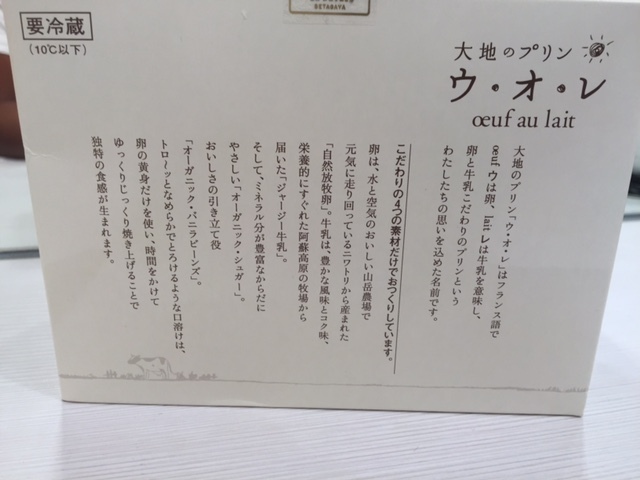 要冷蔵
(10℃以下)
大地のプリン
ウ・オ・レ
œuf au lait
大地のプリン「ウ・オ・レ」はフランス語で
œuf ウは卵、lait レは牛乳を意味し、
卵と牛乳こだわりのプリンという
わたしたちの思いを込めた名前です。
こだわりの4つの素材だけでおつくりしています。
卵は、水と空気のおいしい山岳農場で
元気に走り回っているニワトリから産まれた
「自然放牧卵」。牛乳は、豊かな風味とコク味、
栄養的にすぐれた阿蘇高原の牧場から
届いた「ジャージー牛乳」。
そして、ミネラル分が豊富なからだに
やさしい「オーガニック・シュガー」。
おいしさの引き立て役
「オーガニック・バニラビーンズ」。
トロ〜ッとなめらかでとろけるような口溶けは、
卵の黄身だけを使い、時間をかけて
ゆっくりじっくり焼き上げることで
独特の食感が生まれます。